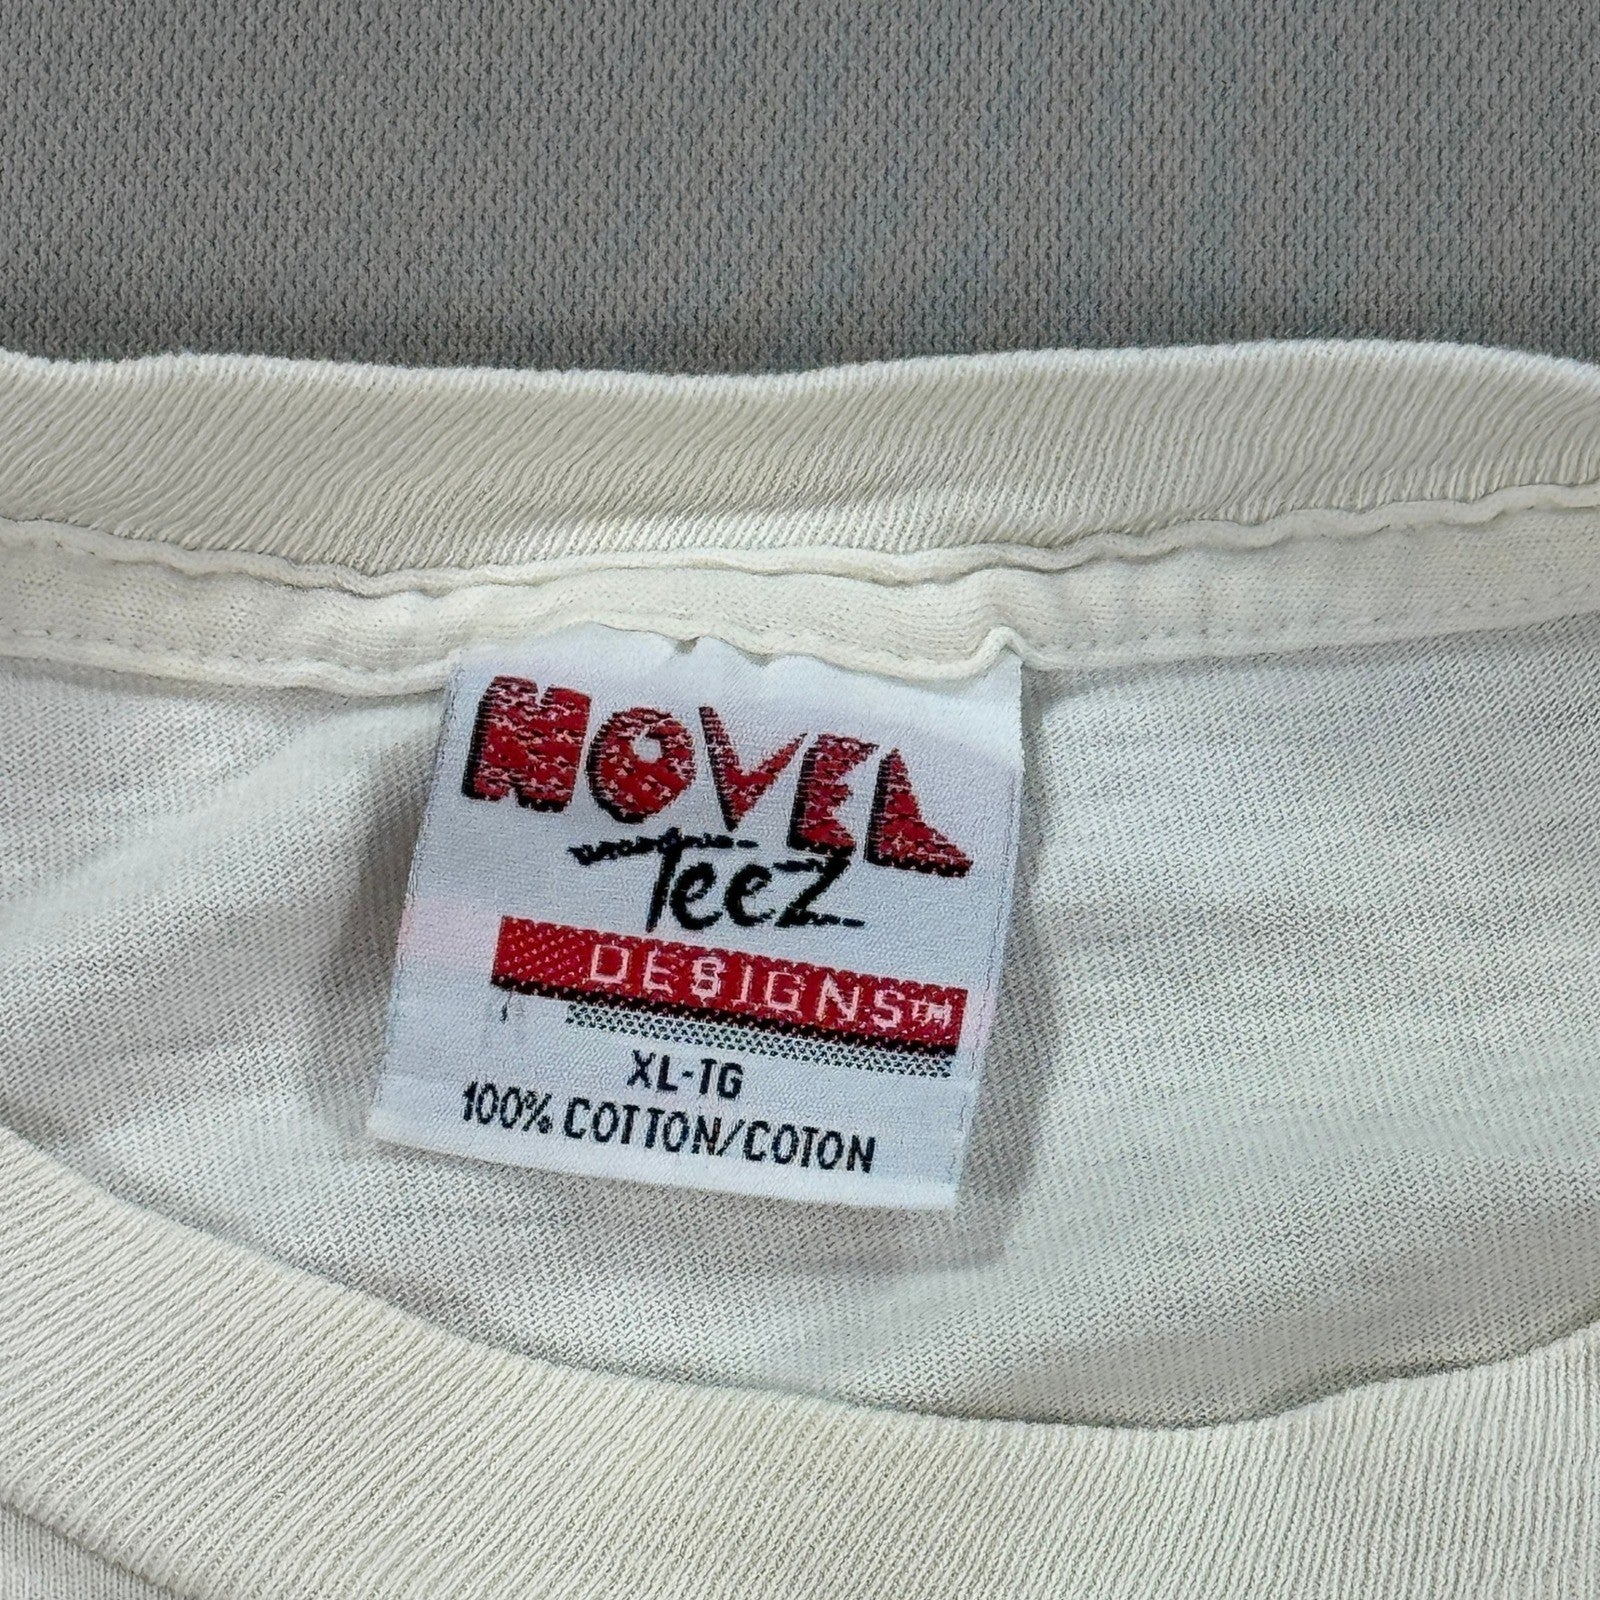 NOVEL
TeeZ
DESIGNS™
XL-TG
100% COTTON/COTON